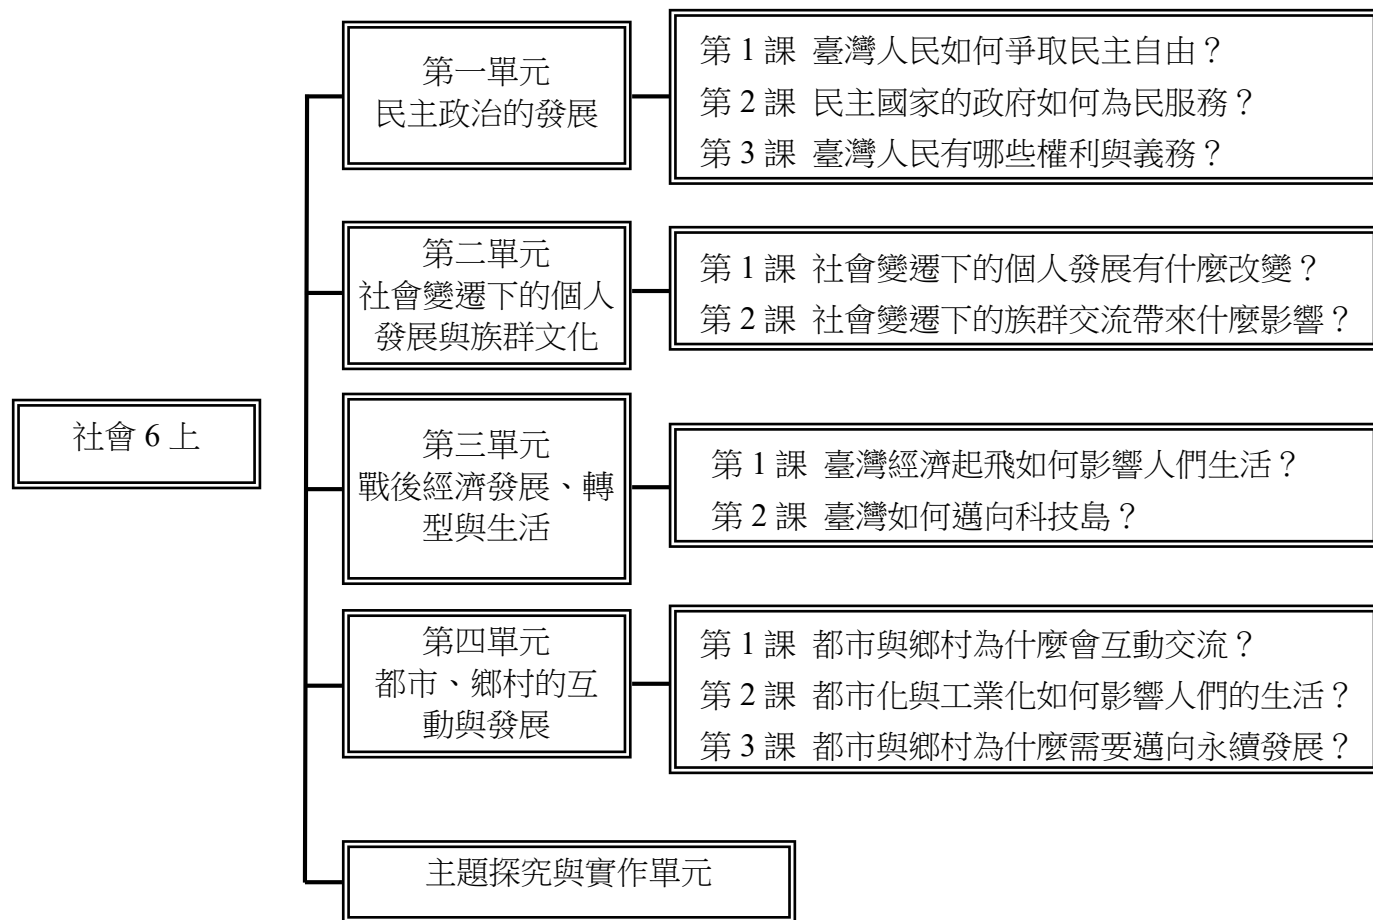 社會 6 上
第一單元
民主政治的發展
第 1 課 臺灣人民如何爭取民主自由？
第 2 課 民主國家的政府如何為民服務？
第 3 課 臺灣人民有哪些權利與義務？
第二單元
社會變遷下的個人
發展與族群文化
第 1 課 社會變遷下的個人發展有什麼改變？
第 2 課 社會變遷下的族群交流帶來什麼影響？
第三單元
戰後經濟發展、轉
型與生活
第 1 課 臺灣經濟起飛如何影響人們生活？
第 2 課 臺灣如何邁向科技島？
第四單元
都市、鄉村的互
動與發展
第 1 課 都市與鄉村為什麼會互動交流？
第 2 課 都市化與工業化如何影響人們的生活？
第 3 課 都市與鄉村為什麼需要邁向永續發展？
主題探究與實作單元